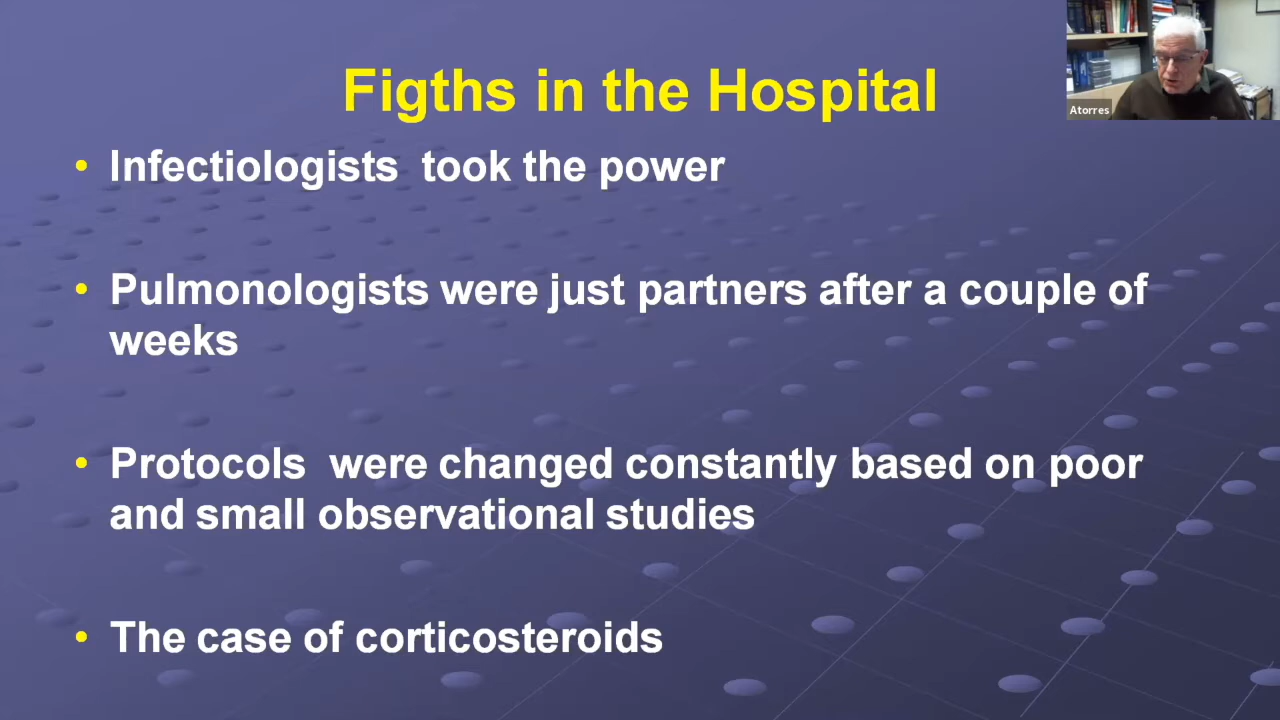 Figths in the Hospital
Atorres
• Infectiologists took the power
• Pulmonologists were just partners after a couple of
weeks
• Protocols were changed constantly based on poor
and small observational studies
• The case of corticosteroids